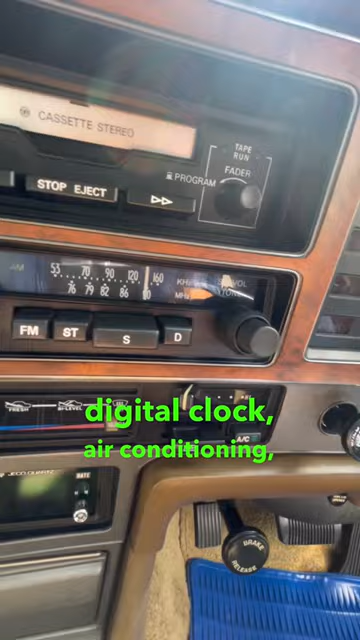 CASSETTE STEREO
TAPE
RUN
FADER
PROGRAM
STOP EJECT
53 70 90 120 160
KHz
VOL
76 79 82 86 90
MHz
FM ST S D
FRESH BI-LEVEL
A/C
digital clock,
air conditioning,
JECO QUARTZ
BRAKE
RELEASE